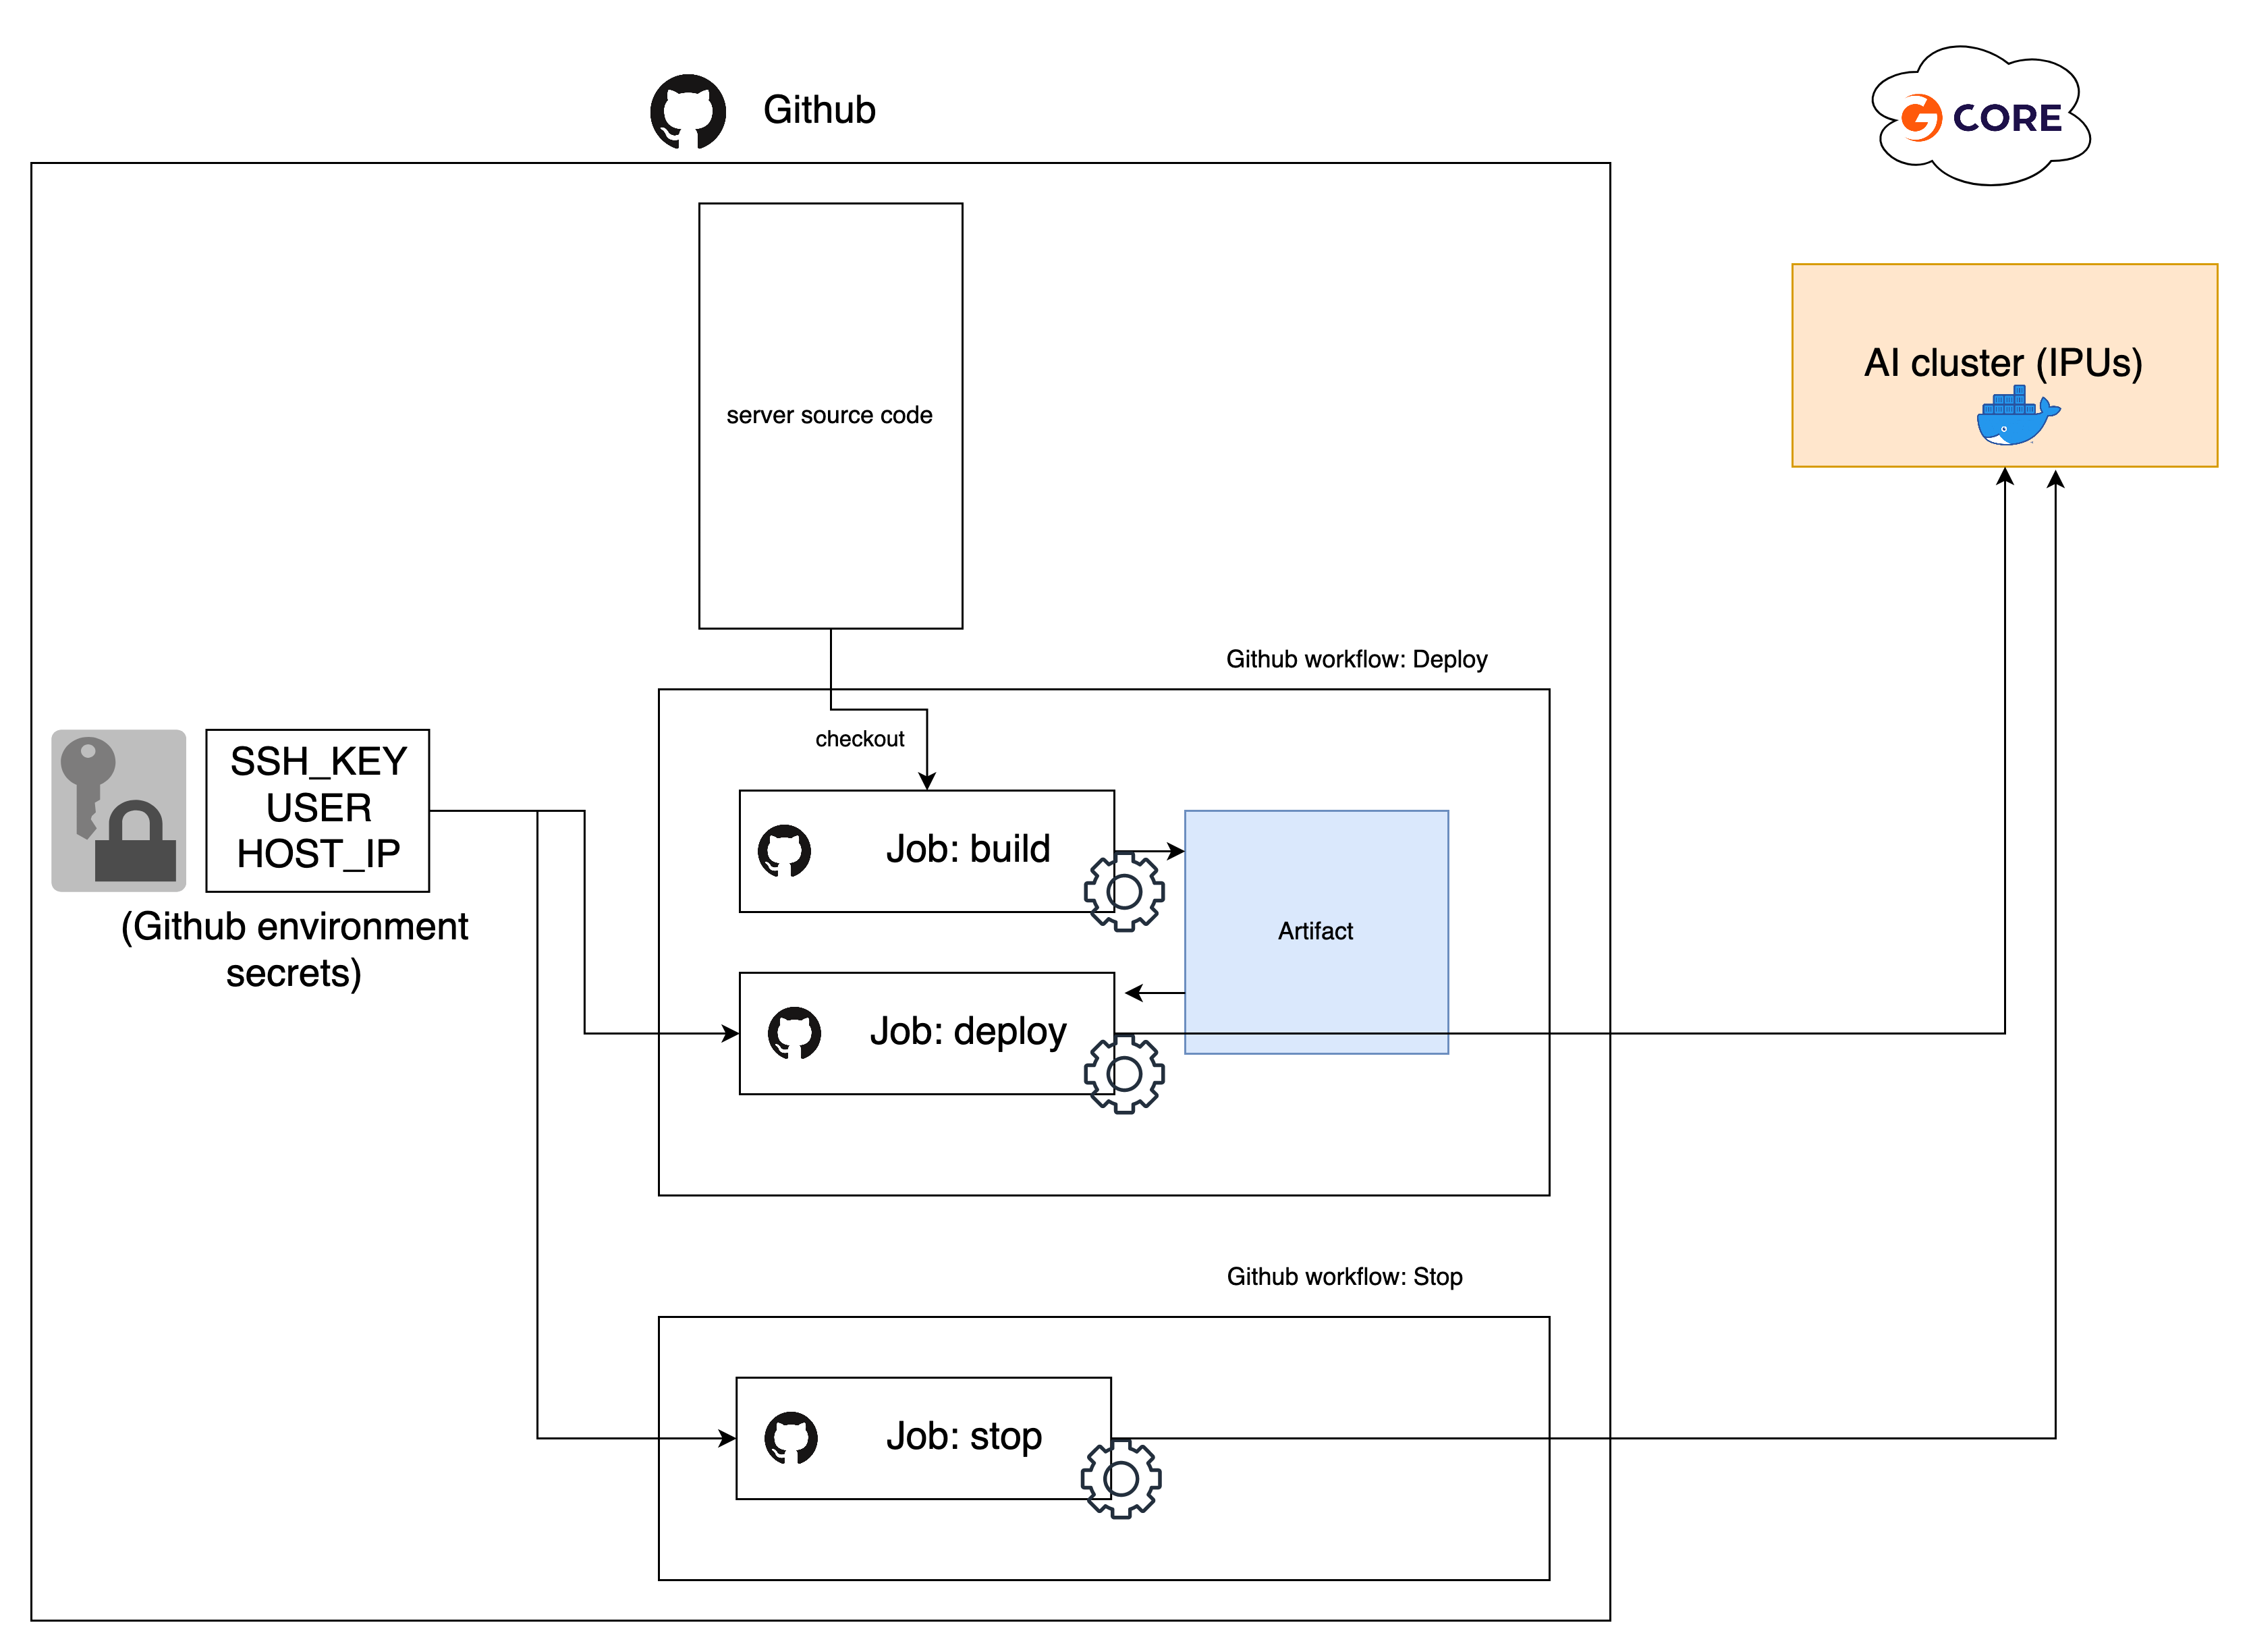 Github
CORE
server source code
AI cluster (IPUs)
Github workflow: Deploy
checkout
SSH_KEY
USER
HOST_IP
(Github environment
secrets)
Job: build
Artifact
Job: deploy
Github workflow: Stop
Job: stop